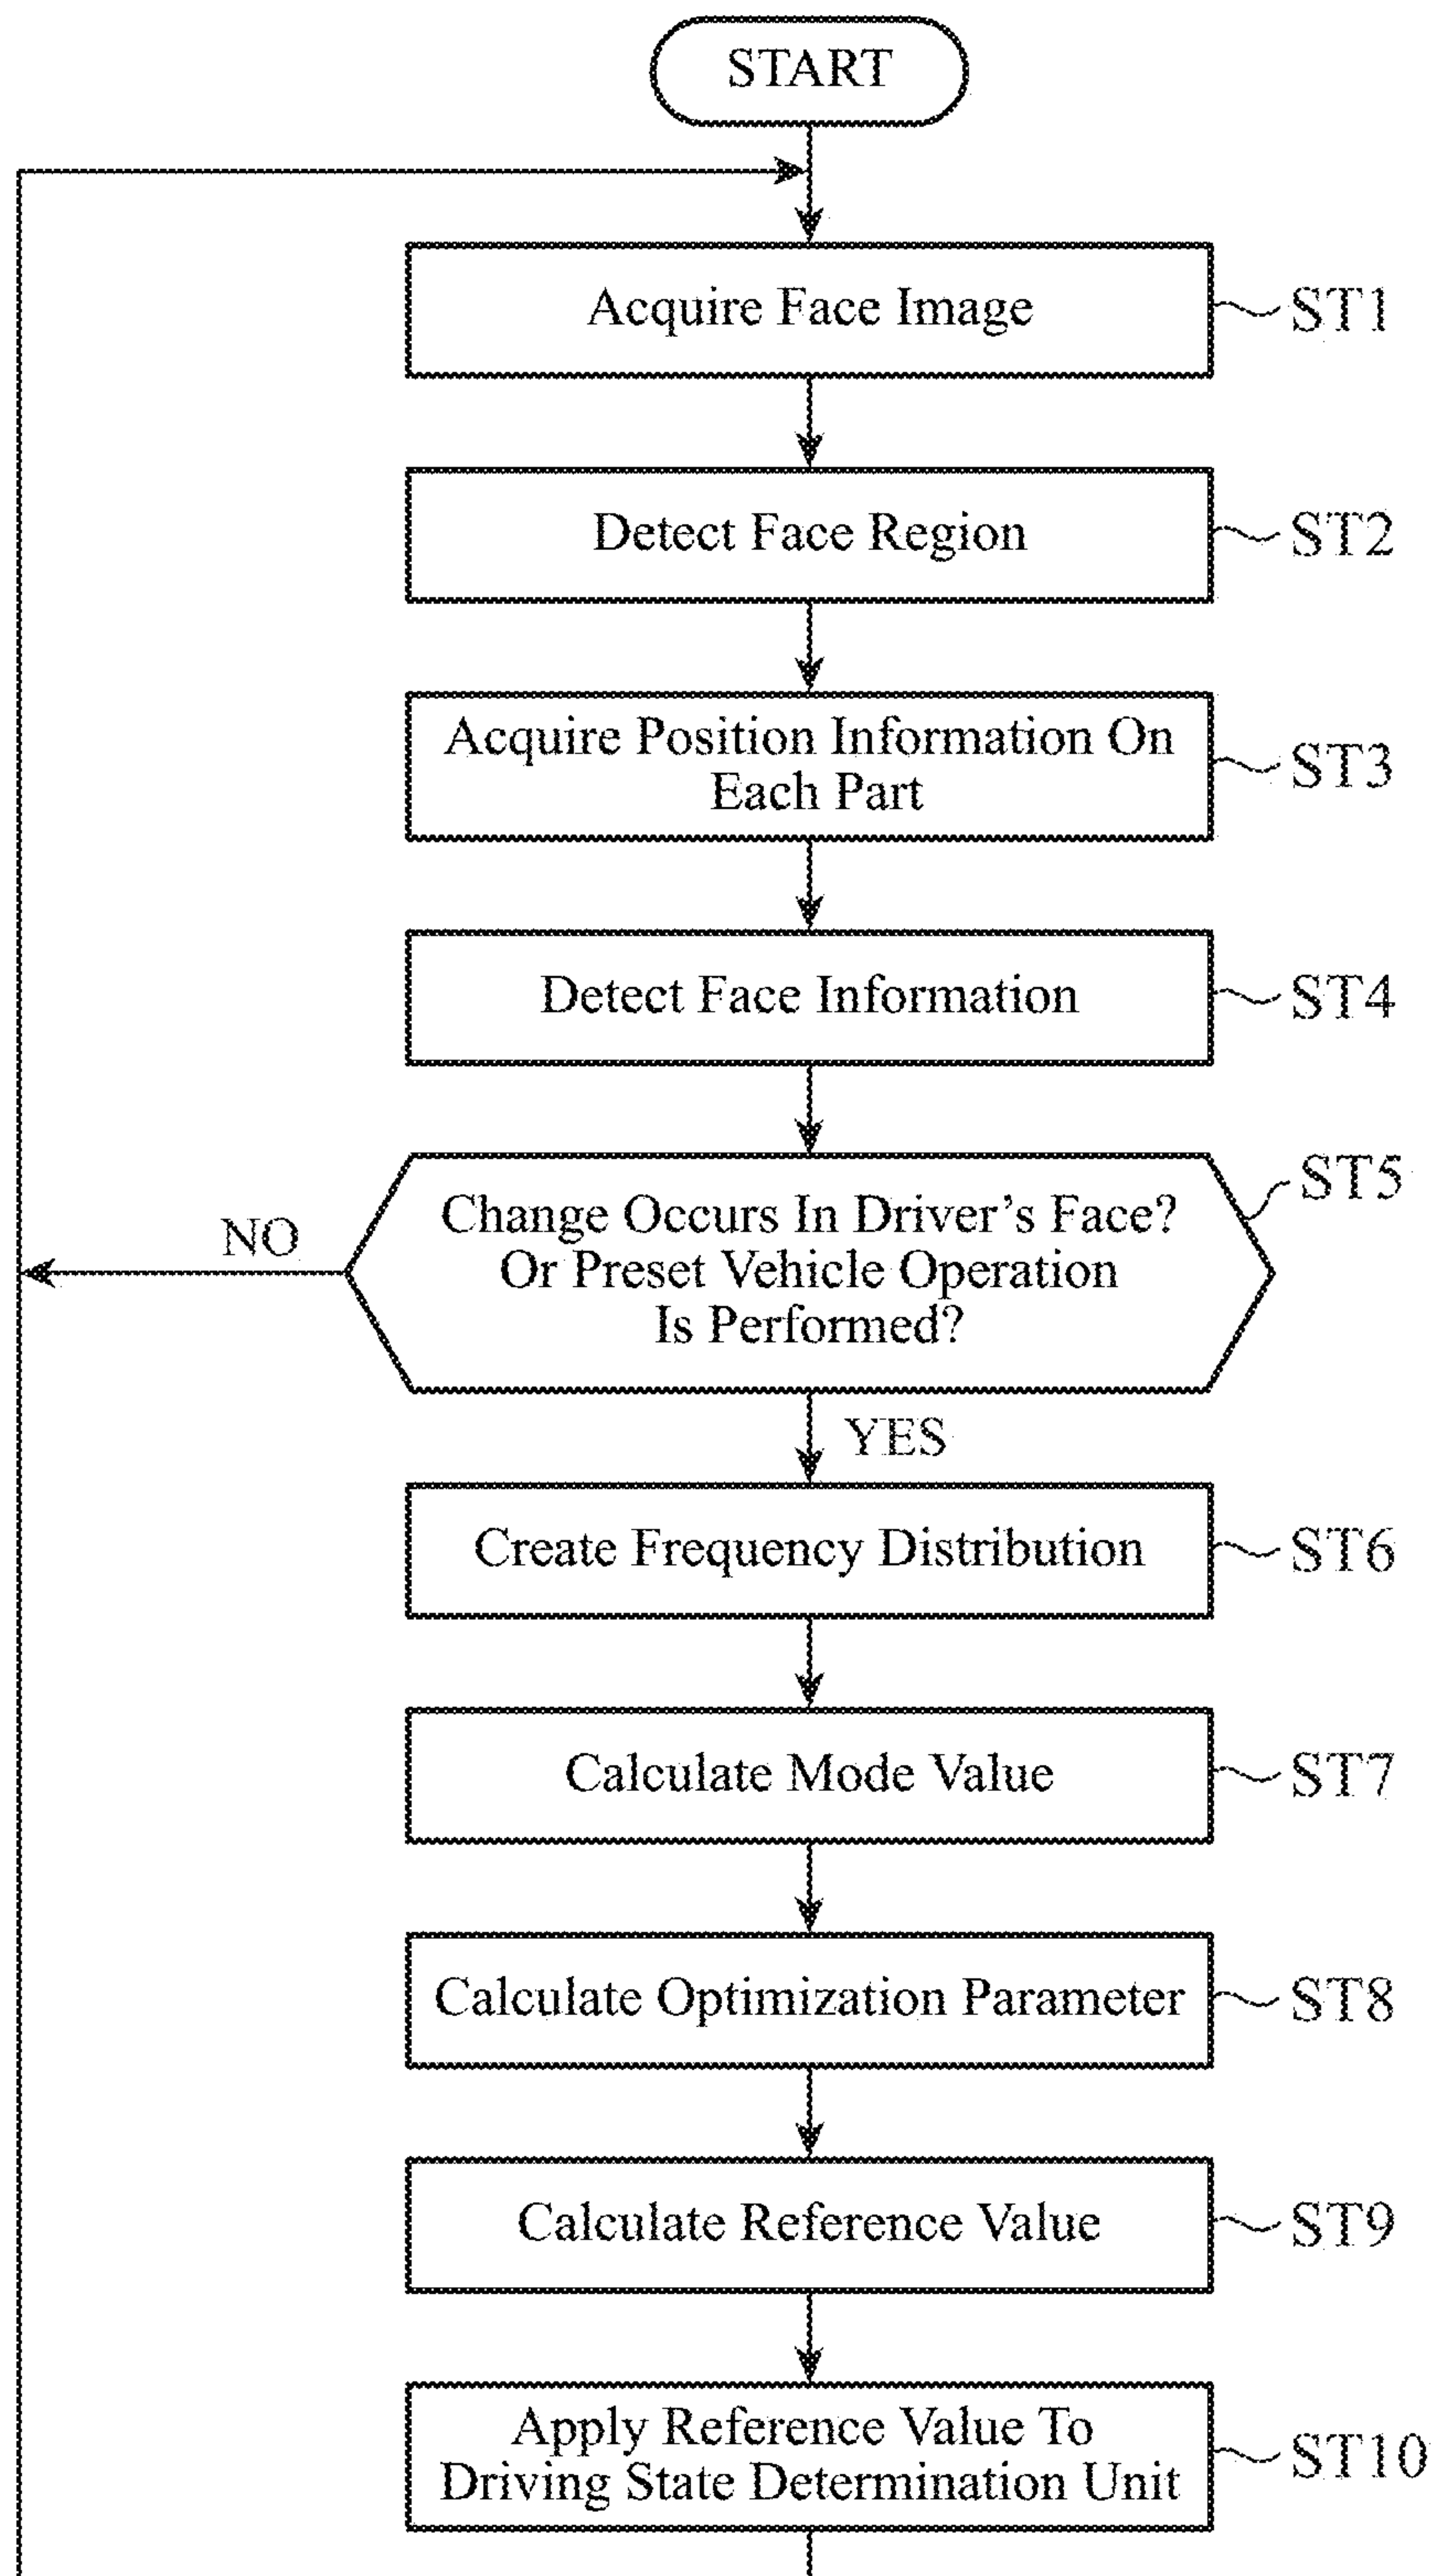 START
Acquire Face Image
ST1
Detect Face Region
ST2
Acquire Position Information On
Each Part
ST3
Detect Face Information
ST4
Change Occurs In Driver’s Face?
Or Preset Vehicle Operation
Is Performed?
ST5
NO
YES
Create Frequency Distribution
ST6
Calculate Mode Value
ST7
Calculate Optimization Parameter
ST8
Calculate Reference Value
ST9
Apply Reference Value To
Driving State Determination Unit
ST10